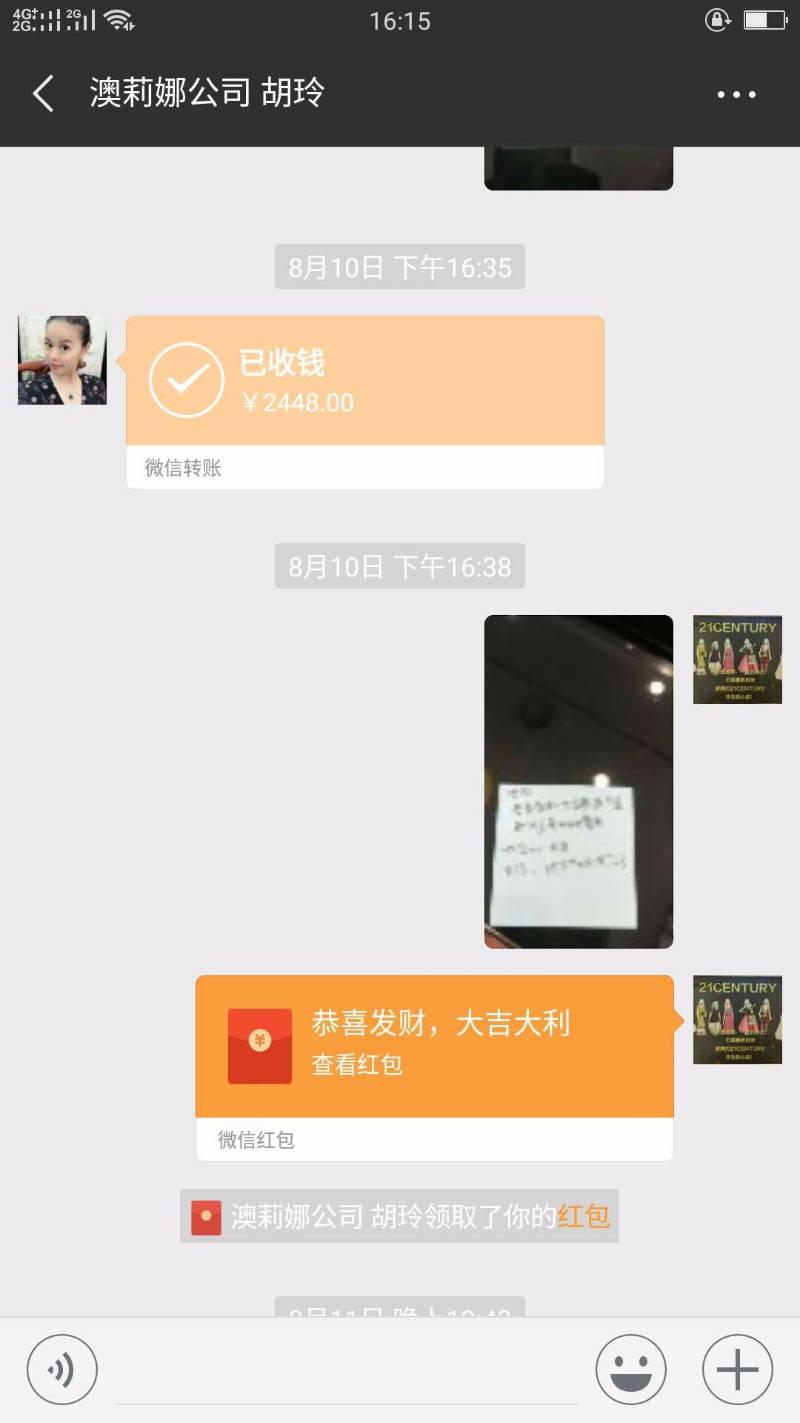 4G+ 2G
2G
16:15
澳莉娜公司 胡玲
8月10日 下午16:35
已收钱
￥2448.00
微信转账
8月10日 下午16:38
21CENTURY
恭喜发财，大吉大利
查看红包
微信红包
21CENTURY
澳莉娜公司 胡玲领取了你的红包